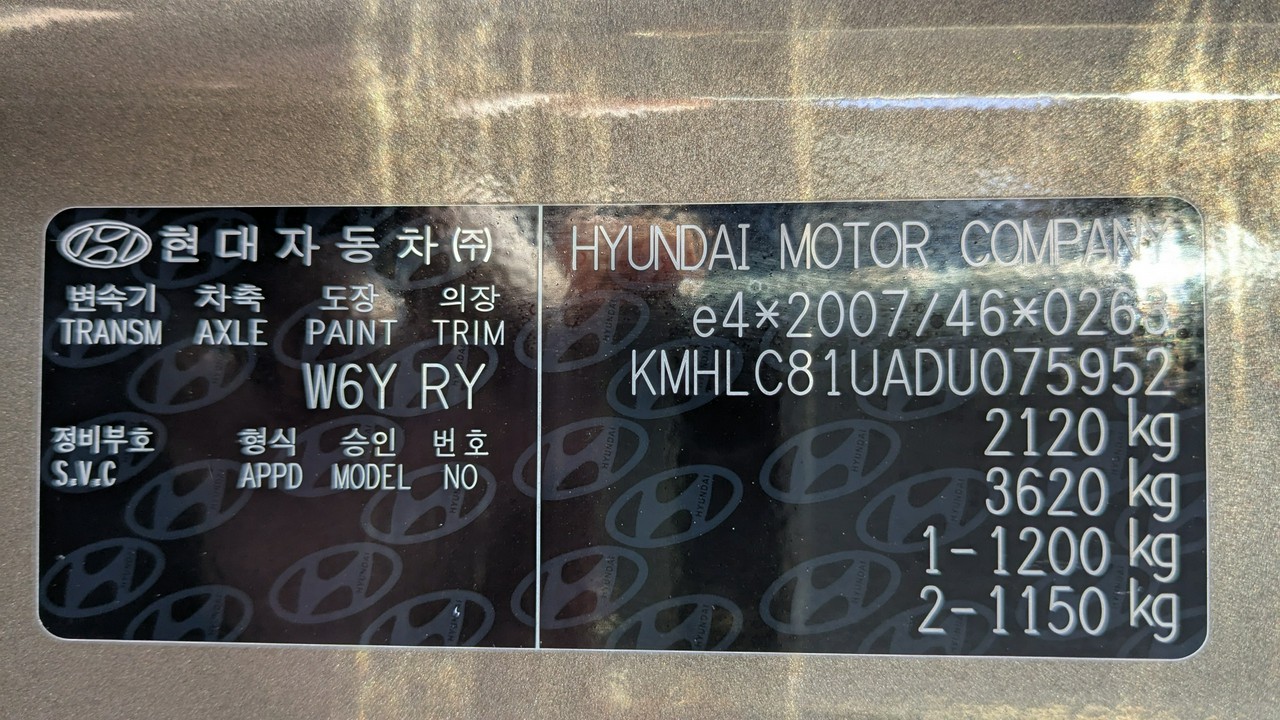 현대자동차㈜
변속기 차축 도장 의장
TRANSM AXLE PAINT TRIM
W6Y RY
정비부호 형식 승인 번호
S.V.C APPD MODEL NO
HYUNDAI MOTOR COMPANY
e4*2007/46*0263
KMHLC81UADU075952
2120 kg
3620 kg
1-1200 kg
2-1150 kg